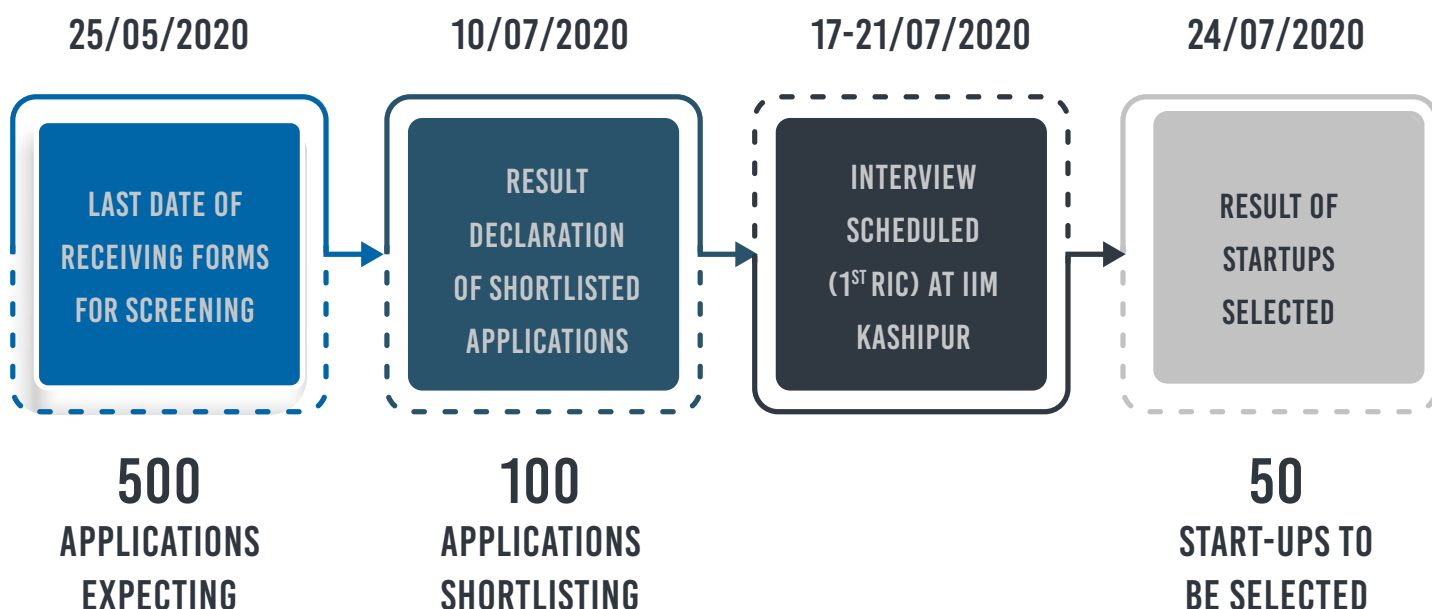 25/05/2020
10/07/2020
17-21/07/2020
24/07/2020
LAST DATE OF
RECEIVING FORMS
FOR SCREENING
RESULT
DECLARATION
OF SHORTLISTED
APPLICATIONS
INTERVIEW
SCHEDULED
(1ST RIC) AT IIM
KASHIPUR
RESULT OF
STARTUPS
SELECTED
500
APPLICATIONS
EXPECTING
100
APPLICATIONS
SHORTLISTING
50
START-UPS TO
BE SELECTED